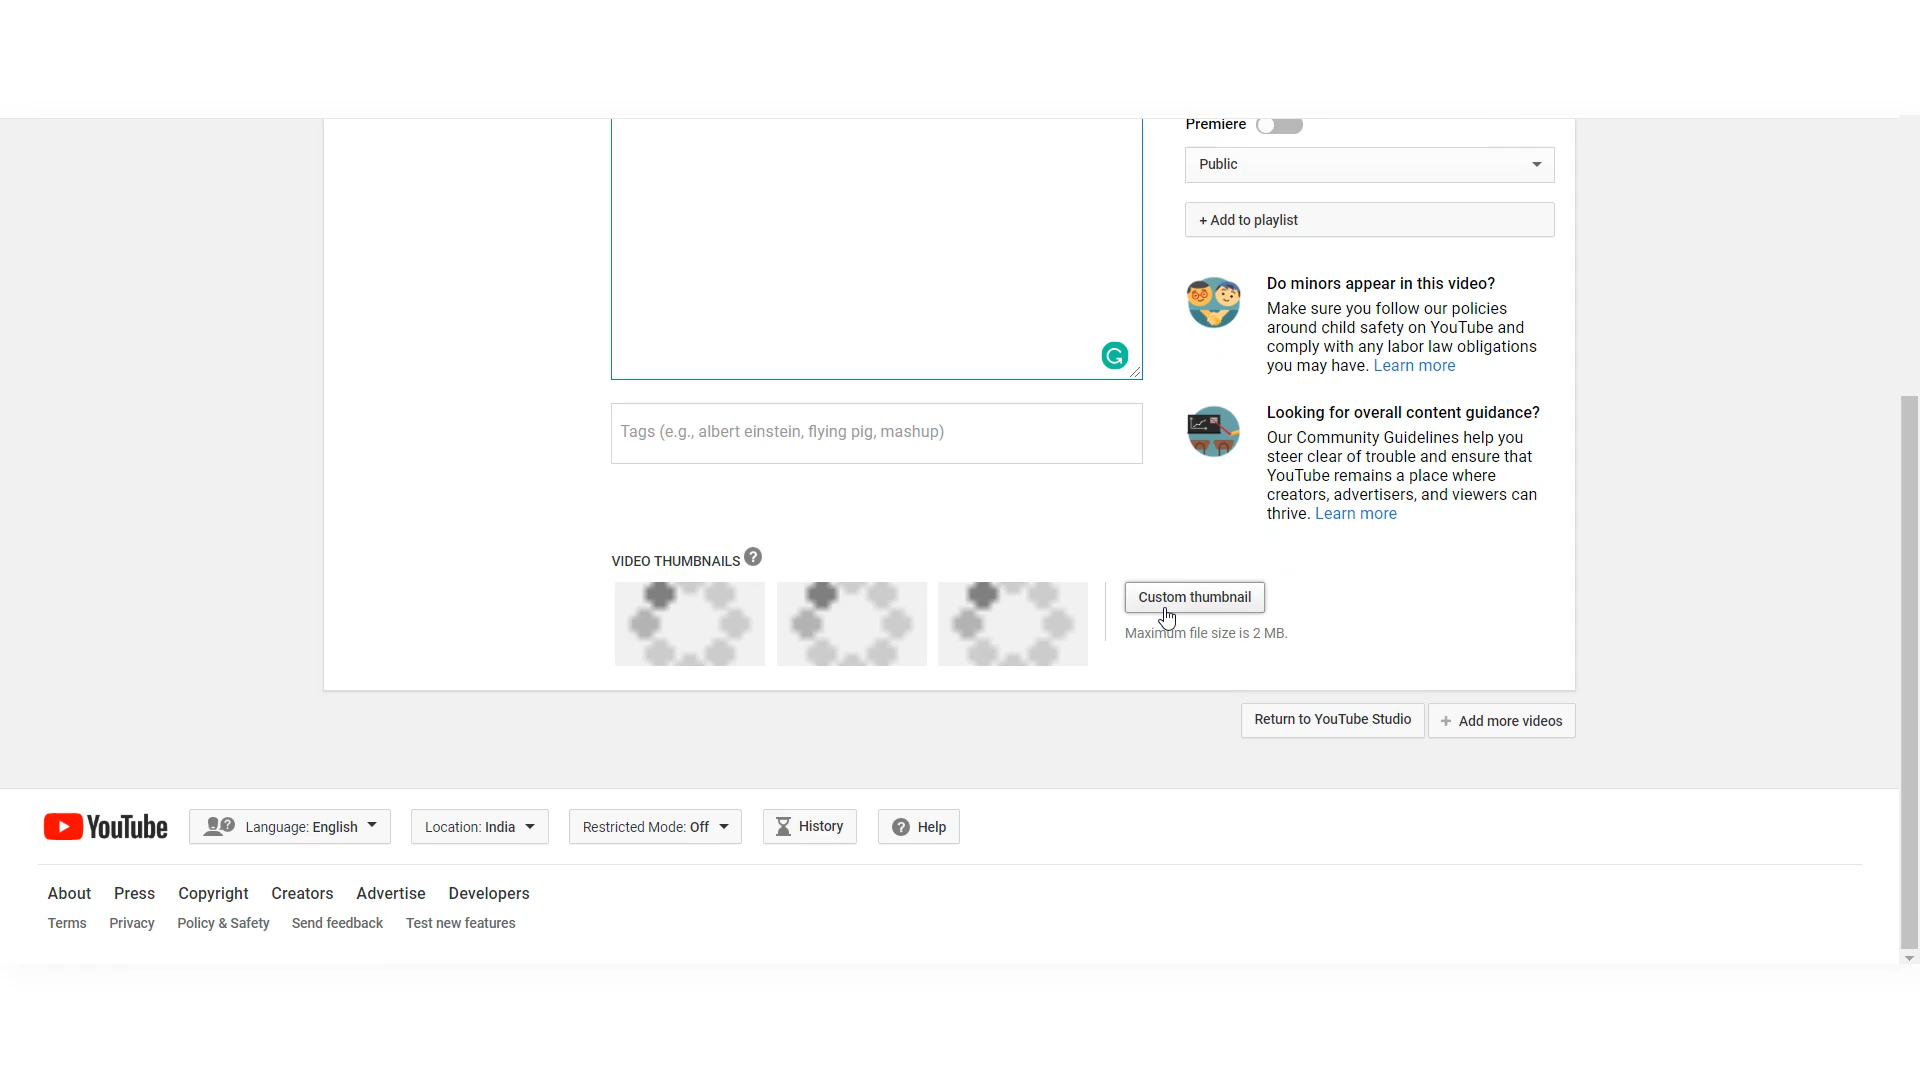 Premiere
Public
+ Add to playlist
Do minors appear in this video?
Make sure you follow our policies
around child safety on YouTube and
comply with any labor law obligations
you may have. Learn more
Tags (e.g., albert einstein, flying pig, mashup)
Looking for overall content guidance?
Our Community Guidelines help you
steer clear of trouble and ensure that
YouTube remains a place where
creators, advertisers, and viewers can
thrive. Learn more
VIDEO THUMBNAILS ?
Custom thumbnail
Maximum file size is 2 MB.
Return to YouTube Studio + Add more videos
YouTube Language: English Location: India Restricted Mode: Off History Help
About Press Copyright Creators Advertise Developers
Terms Privacy Policy & Safety Send feedback Test new features